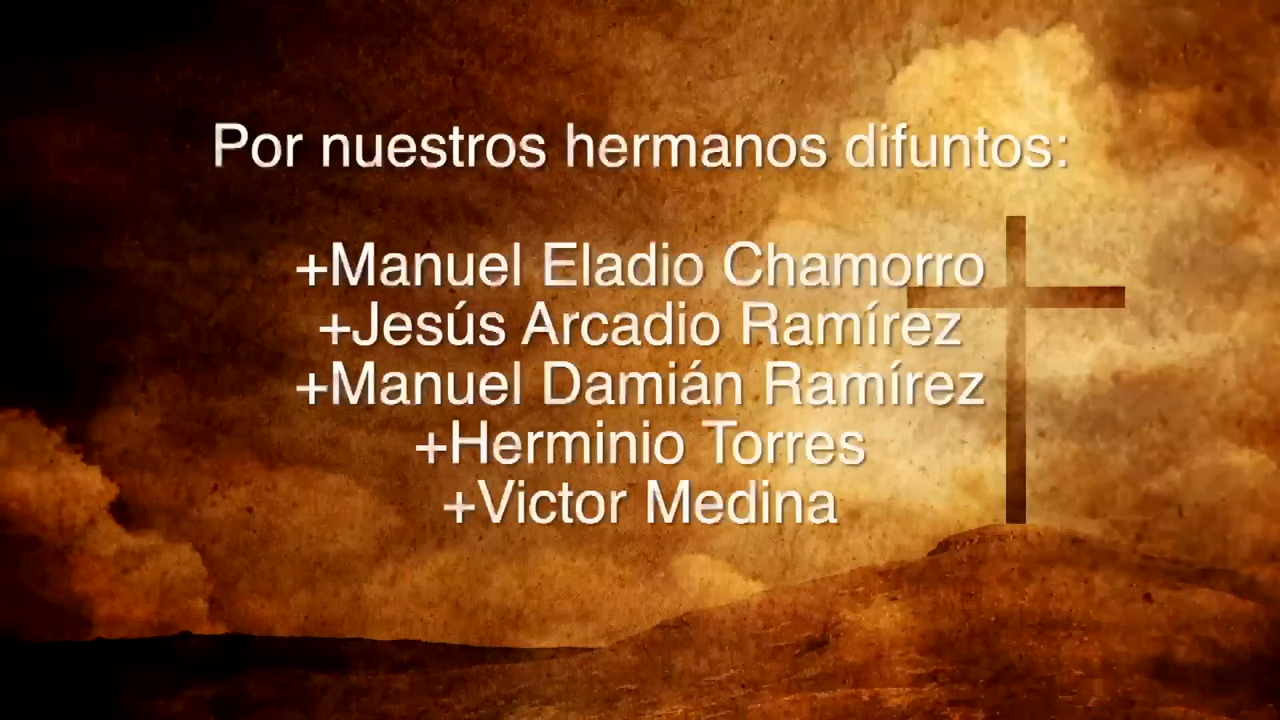 Por nuestros hermanos difuntos:
+Manuel Eladio Chamorro
+Jesús Arcadio Ramírez
+Manuel Damián Ramírez
+Herminio Torres
+Victor Medina